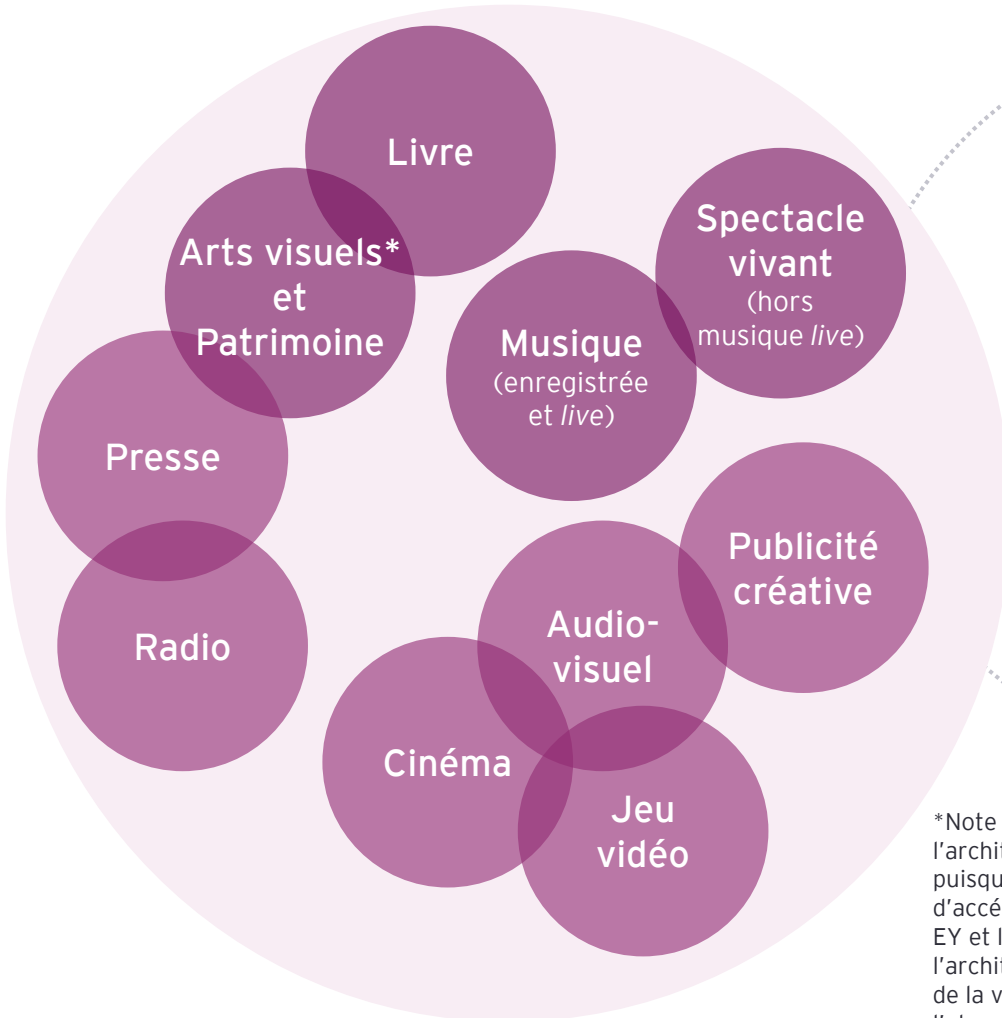 Livre
Spectacle
vivant
(hors
musique live)
Arts visuels*
et
Patrimoine
Musique
(enregistrée
et live)
Presse
Publicité
créative
Radio
Audio-
visuel
Cinéma
Jeu
vidéo
*Note
l'archit
puisqu
d'accé
EY et l
l'archit
de la v